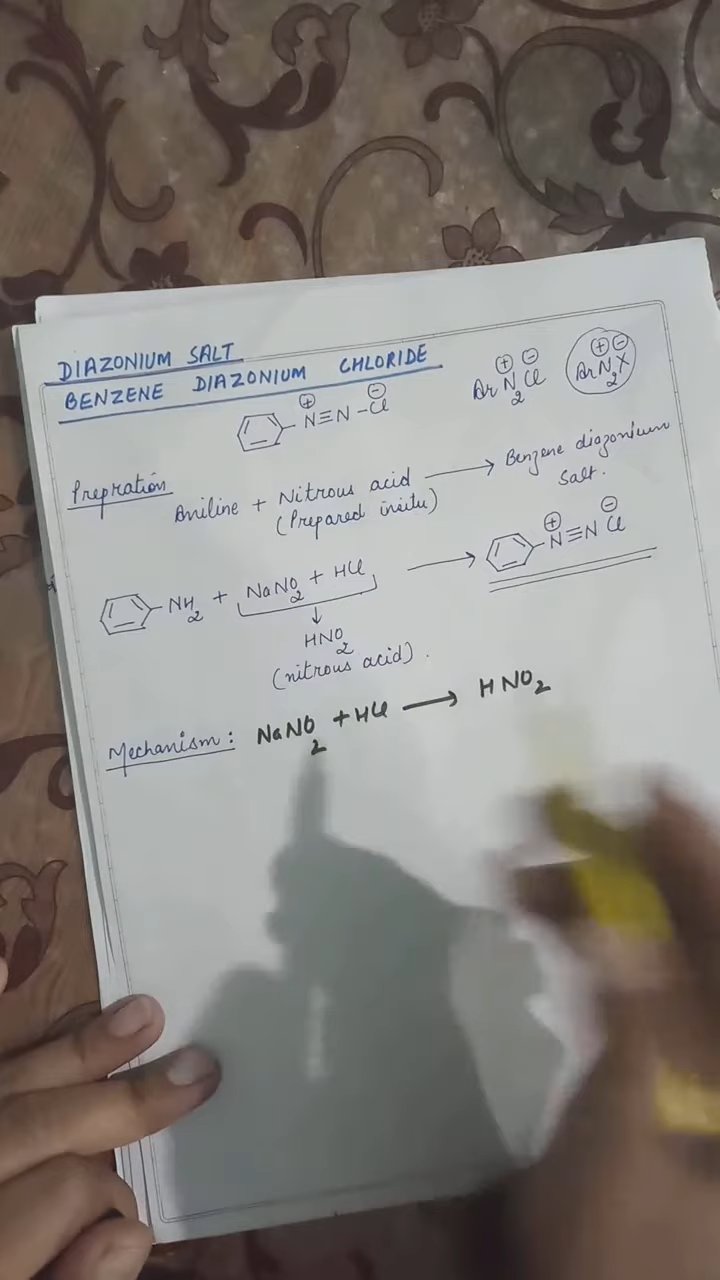 DIAZONIUM SALT
BENZENE DIAZONIUM CHLORIDE
ArN₂⊕Cl⊖ ArN₂⊕X⊖
N⊕≡N-Cl⊖
Prepration
Aniline + Nitrous acid ⟶ Benzene diazonium
(Prepared insitu) Salt.
-NH₂ + NaNO₂ + HCl ⟶ -N⊕≡N Cl⊖
↓
HNO₂
(nitrous acid).
Mechanism: NaNO₂ + HCl ⟶ HNO₂